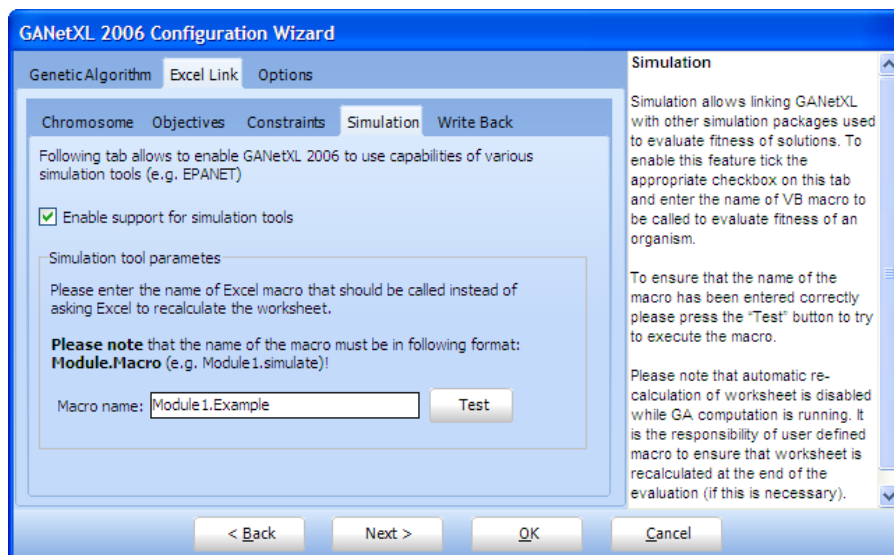 GANetXL 2006 Configuration Wizard
Genetic Algorithm Excel Link Options
Chromosome Objectives Constraints Simulation Write Back
Following tab allows to enable GANetXL 2006 to use capabilities of various
simulation tools (e.g. EPANET)
Enable support for simulation tools
Simulation tool parametes
Please enter the name of Excel macro that should be called instead of
asking Excel to recalculate the worksheet.
Please note that the name of the macro must be in following format:
Module.Macro (e.g. Module1.simulate)!
Macro name: Module1.Example Test
Simulation
Simulation allows linking GANetXL
with other simulation packages used
to evaluate fitness of solutions. To
enable this feature tick the
appropriate checkbox on this tab
and enter the name of VB macro to
be called to evaluate fitness of an
organism.
To ensure that the name of the
macro has been entered correctly
please press the “Test” button to try
to execute the macro.
Please note that automatic re-
calculation of worksheet is disabled
while GA computation is running. It
is the responsibility of user defined
macro to ensure that worksheet is
recalculated at the end of the
evaluation (if this is necessary).
< Back Next > OK Cancel